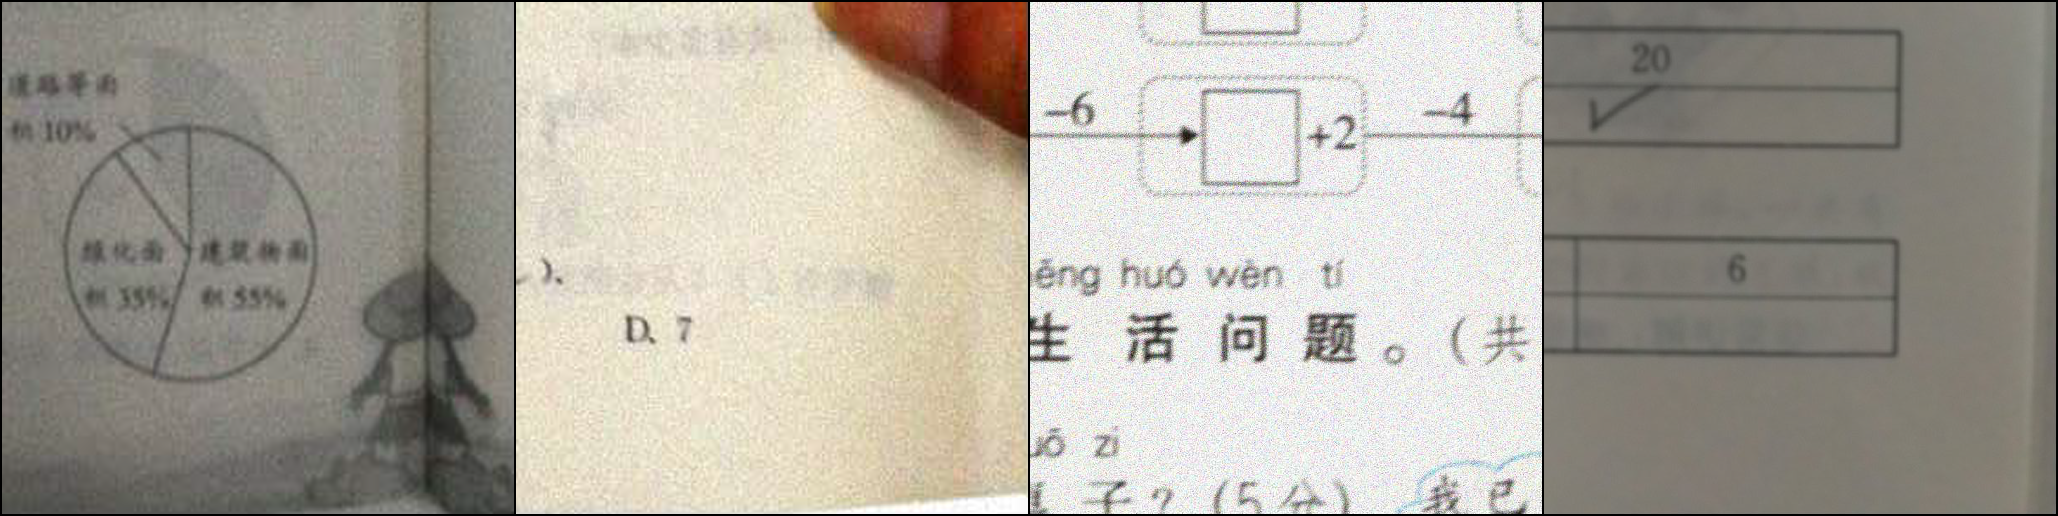 道路等面
积 10%
绿化面
积 35%
建筑物面
积 55%
).
D、7
-6
+2
-4
ēng huó wèn tí
生 活 问 题 。（共
uō zi
子？（5 分）
我 已
20
6